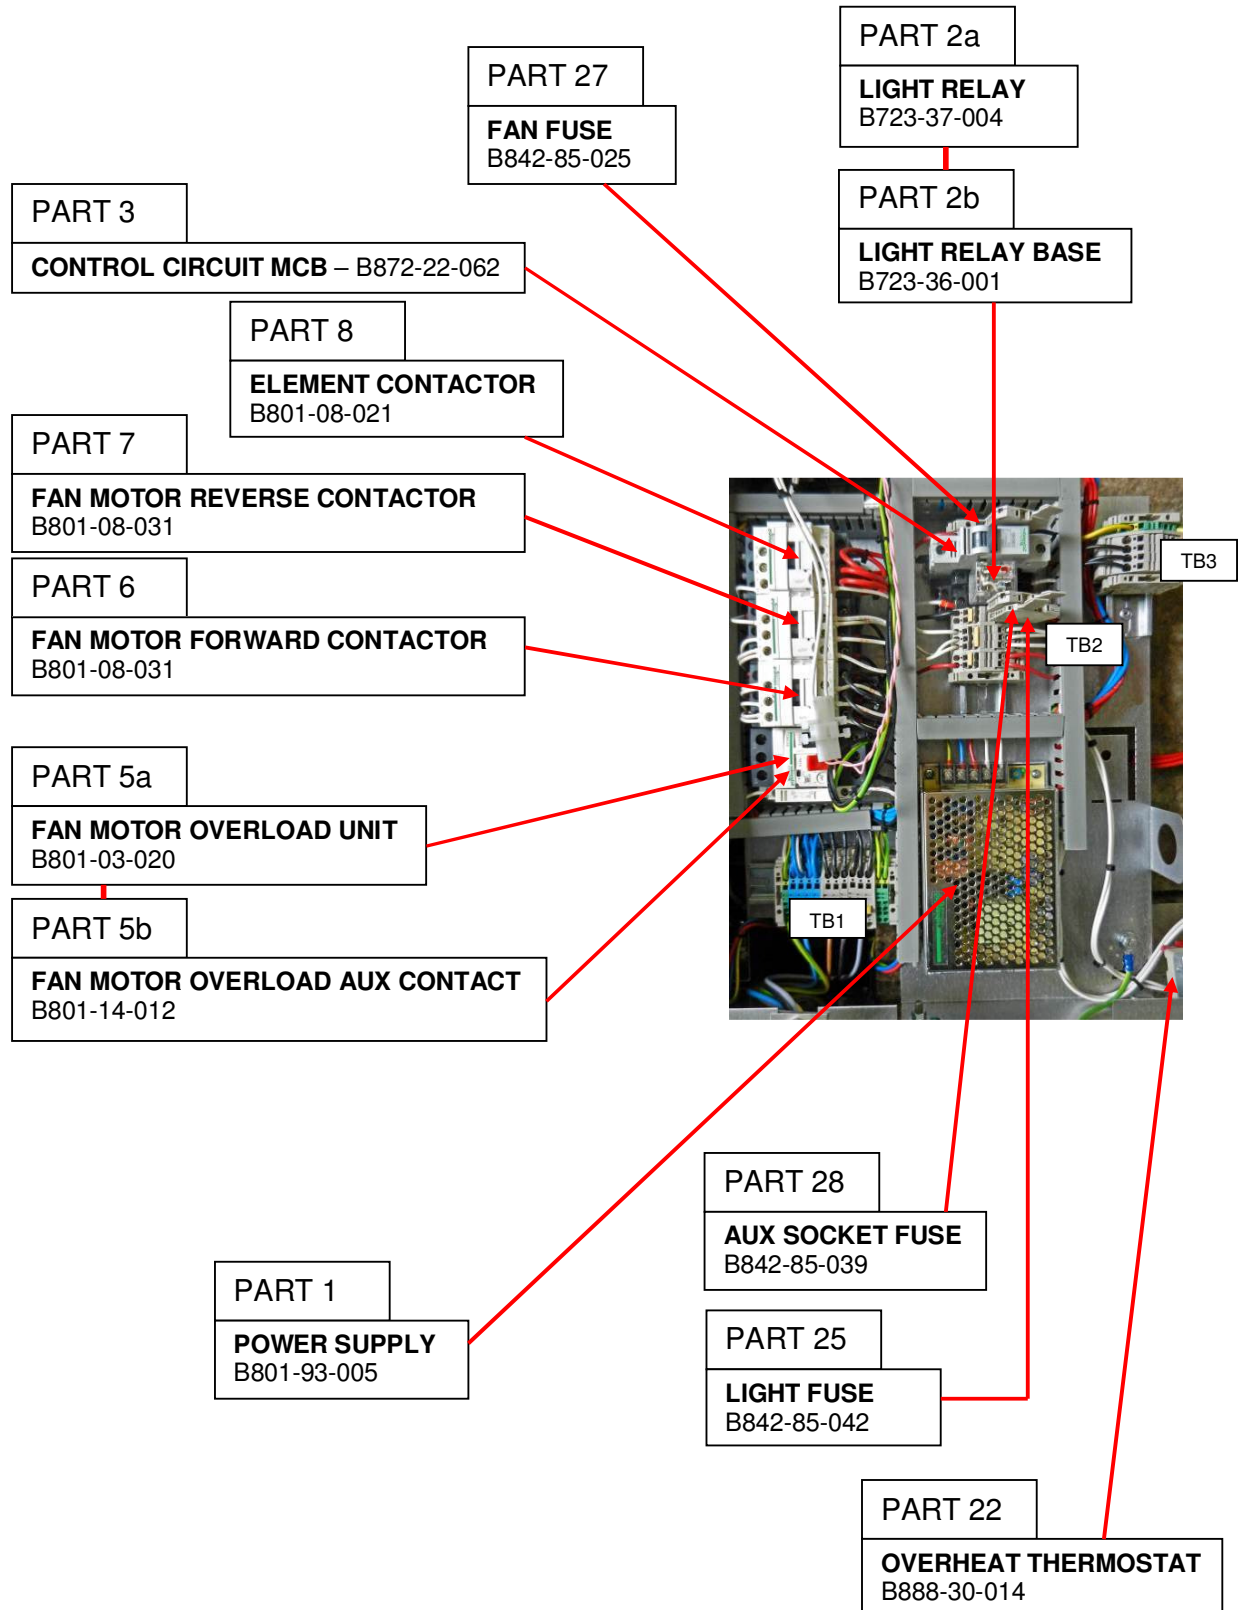 PART 2a
LIGHT RELAY
B723-37-004
PART 27
FAN FUSE
B842-85-025
PART 2b
LIGHT RELAY BASE
B723-36-001
PART 3
CONTROL CIRCUIT MCB – B872-22-062
PART 8
ELEMENT CONTACTOR
B801-08-021
PART 7
FAN MOTOR REVERSE CONTACTOR
B801-08-031
PART 6
FAN MOTOR FORWARD CONTACTOR
B801-08-031
TB3
TB2
PART 5a
FAN MOTOR OVERLOAD UNIT
B801-03-020
PART 5b
FAN MOTOR OVERLOAD AUX CONTACT
B801-14-012
TB1
PART 28
AUX SOCKET FUSE
B842-85-039
PART 1
POWER SUPPLY
B801-93-005
PART 25
LIGHT FUSE
B842-85-042
PART 22
OVERHEAT THERMOSTAT
B888-30-014